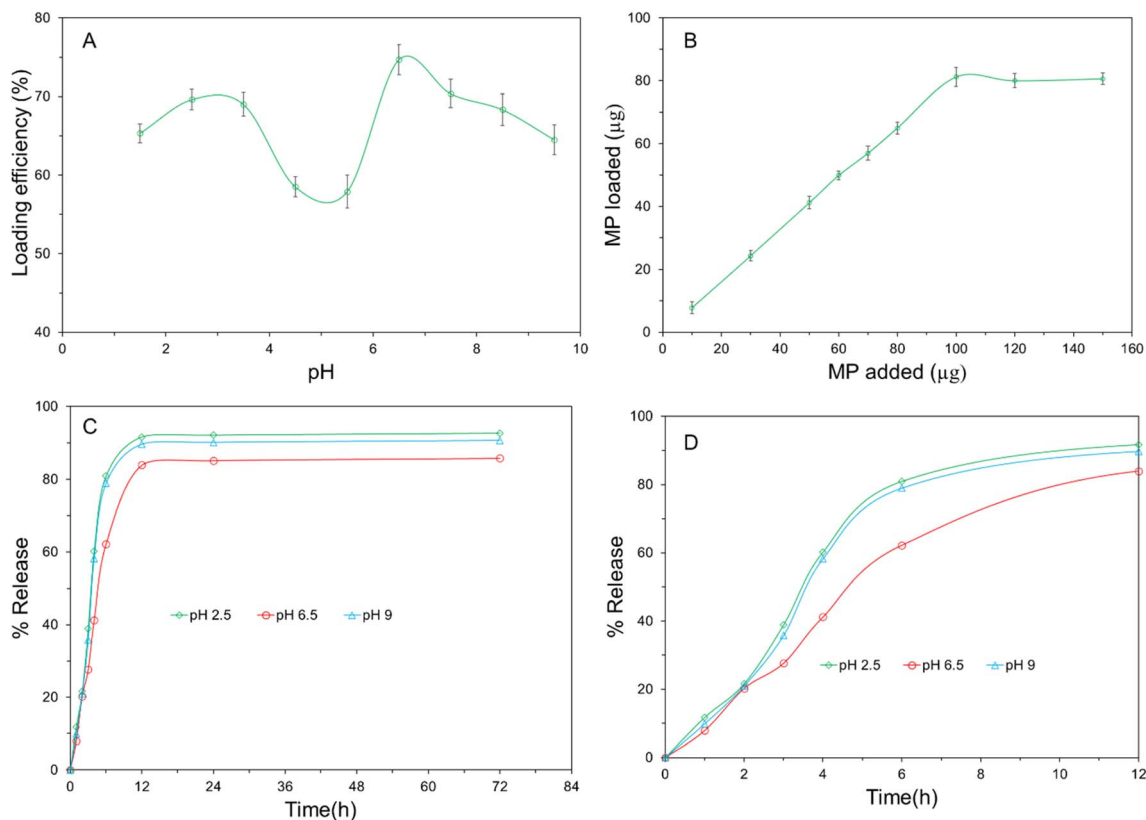 A
Loading efficiency (%)
80
70
60
50
40
0 2 4 6 8 10
pH
B
MP loaded (µg)
100
80
60
40
20
0
0 20 40 60 80 100 120 140 160
MP added (µg)
C
% Release
100
80
60
40
20
0
pH 2.5 pH 6.5 pH 9
0 12 24 36 48 60 72 84
Time(h)
D
% Release
100
80
60
40
20
0
pH 2.5 pH 6.5 pH 9
0 2 4 6 8 10 12
Time(h)